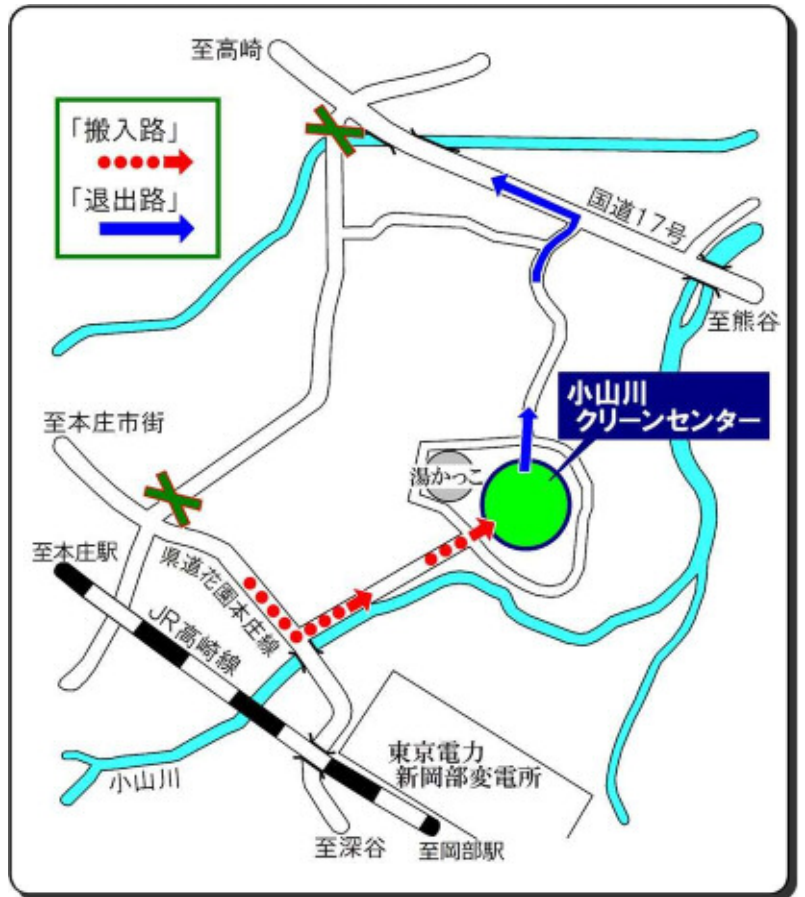 至高崎
「搬入路」
「退出路」
国道17号
至熊谷
小山川
クリーンセンター
至本庄市街
湯かっこ
至本庄駅
県道花園本庄線
JR高崎線
東京電力
新岡部変電所
小山川
至深谷
至岡部駅